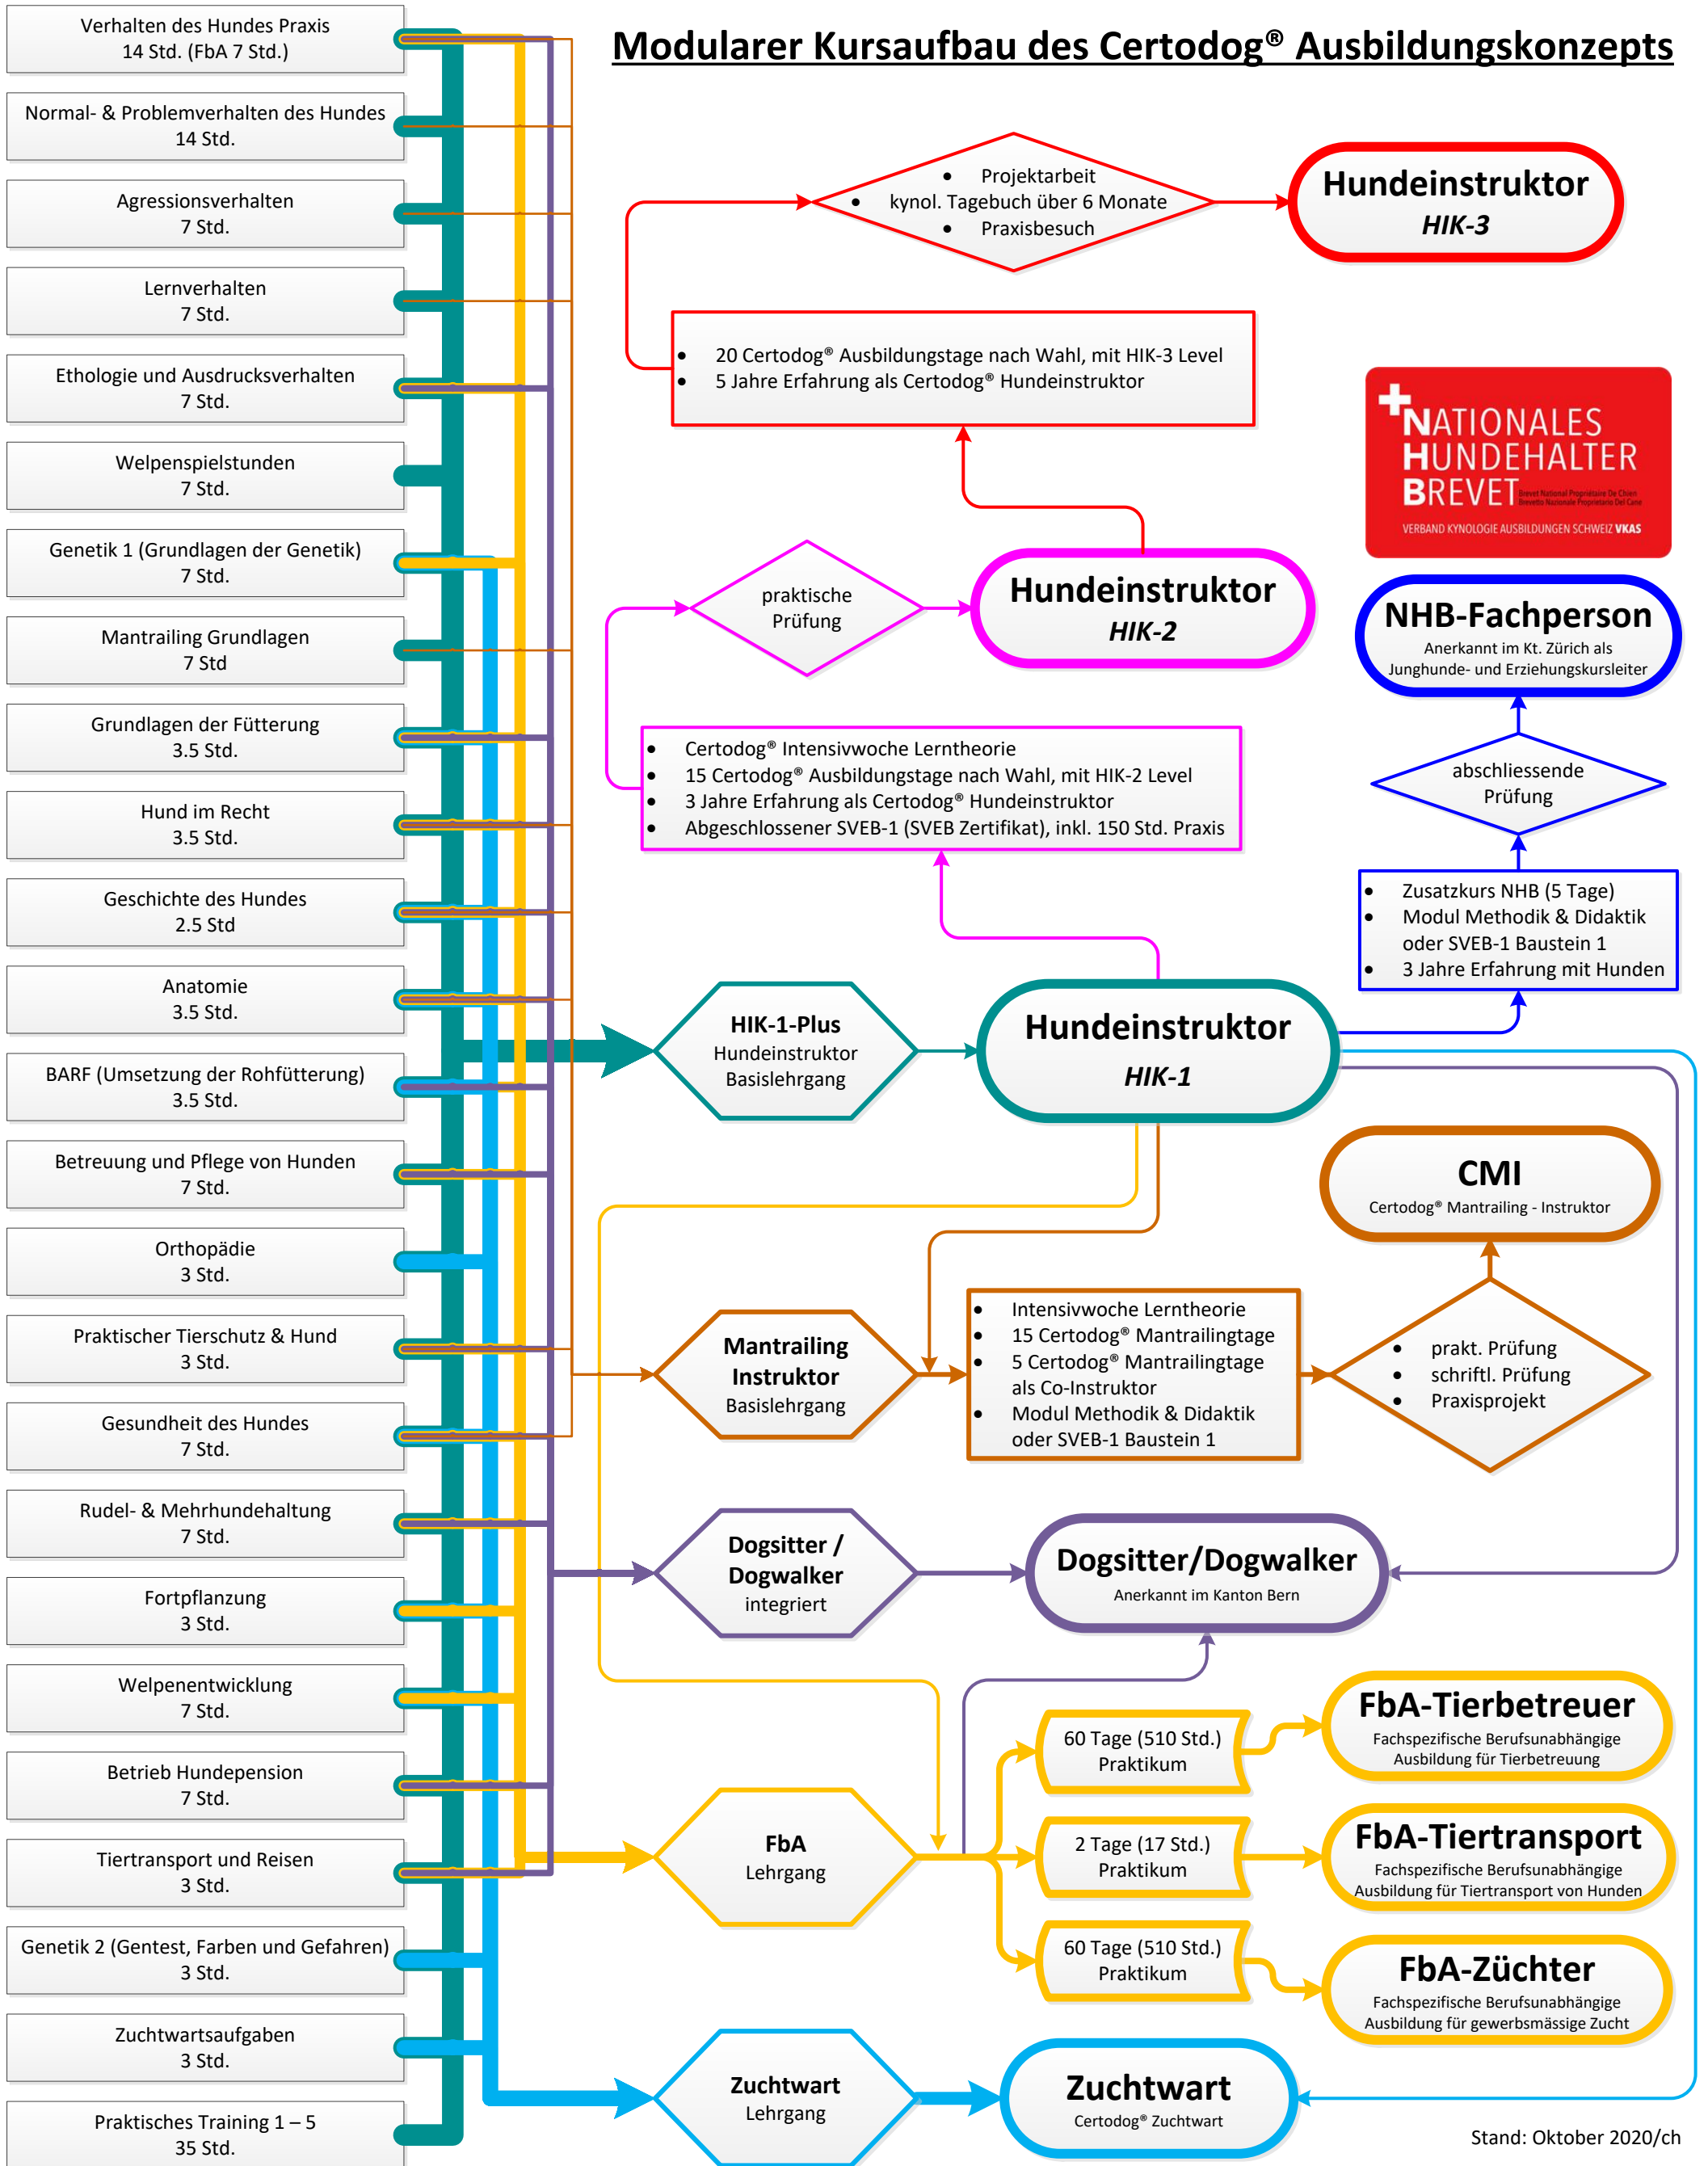 Modularer Kursaufbau des Certodog® Ausbildungskonzepts
Verhalten des Hundes Praxis
14 Std. (FbA 7 Std.)
Normal- & Problemverhalten des Hundes
14 Std.
Agressionsverhalten
7 Std.
Lernverhalten
7 Std.
Ethologie und Ausdrucksverhalten
7 Std.
Welpenspielstunden
7 Std.
Genetik 1 (Grundlagen der Genetik)
7 Std.
Mantrailing Grundlagen
7 Std
Grundlagen der Fütterung
3.5 Std.
Hund im Recht
3.5 Std.
Geschichte des Hundes
2.5 Std
Anatomie
3.5 Std.
BARF (Umsetzung der Rohfütterung)
3.5 Std.
Betreuung und Pflege von Hunden
7 Std.
Orthopädie
3 Std.
Praktischer Tierschutz & Hund
3 Std.
Gesundheit des Hundes
7 Std.
Rudel- & Mehrhundehaltung
7 Std.
Fortpflanzung
3 Std.
Welpenentwicklung
7 Std.
Betrieb Hundepension
7 Std.
Tiertransport und Reisen
3 Std.
Genetik 2 (Gentest, Farben und Gefahren)
3 Std.
Zuchtwartsaufgaben
3 Std.
Praktisches Training 1 – 5
35 Std.
• Projektarbeit
• kynol. Tagebuch über 6 Monate
• Praxisbesuch
Hundeinstruktor
HIK-3
• 20 Certodog® Ausbildungstage nach Wahl, mit HIK-3 Level
• 5 Jahre Erfahrung als Certodog® Hundeinstruktor
NATIONALES
HUNDEHALTER
BREVET
Brevet National Propriétaire De Chien
Brevetto Nazionale Proprietario Del Cane
VERBAND KYNOLOGIE AUSBILDUNGEN SCHWEIZ VKAS
praktische
Prüfung
Hundeinstruktor
HIK-2
NHB-Fachperson
Anerkannt im Kt. Zürich als
Junghunde- und Erziehungskursleiter
• Certodog® Intensivwoche Lerntheorie
• 15 Certodog® Ausbildungstage nach Wahl, mit HIK-2 Level
• 3 Jahre Erfahrung als Certodog® Hundeinstruktor
• Abgeschlossener SVEB-1 (SVEB Zertifikat), inkl. 150 Std. Praxis
abschliessende
Prüfung
• Zusatzkurs NHB (5 Tage)
• Modul Methodik & Didaktik
oder SVEB-1 Baustein 1
• 3 Jahre Erfahrung mit Hunden
HIK-1-Plus
Hundeinstruktor
Basislehrgang
Hundeinstruktor
HIK-1
CMI
Certodog® Mantrailing - Instruktor
Mantrailing
Instruktor
Basislehrgang
• Intensivwoche Lerntheorie
• 15 Certodog® Mantrailingtage
• 5 Certodog® Mantrailingtage
als Co-Instruktor
• Modul Methodik & Didaktik
oder SVEB-1 Baustein 1
• prakt. Prüfung
• schriftl. Prüfung
• Praxisprojekt
Dogsitter /
Dogwalker
integriert
Dogsitter/Dogwalker
Anerkannt im Kanton Bern
FbA
Lehrgang
60 Tage (510 Std.)
Praktikum
FbA-Tierbetreuer
Fachspezifische Berufsunabhängige
Ausbildung für Tierbetreuung
2 Tage (17 Std.)
Praktikum
FbA-Tiertransport
Fachspezifische Berufsunabhängige
Ausbildung für Tiertransport von Hunden
60 Tage (510 Std.)
Praktikum
FbA-Züchter
Fachspezifische Berufsunabhängige
Ausbildung für gewerbsmässige Zucht
Zuchtwart
Lehrgang
Zuchtwart
Certodog® Zuchtwart
Stand: Oktober 2020/ch